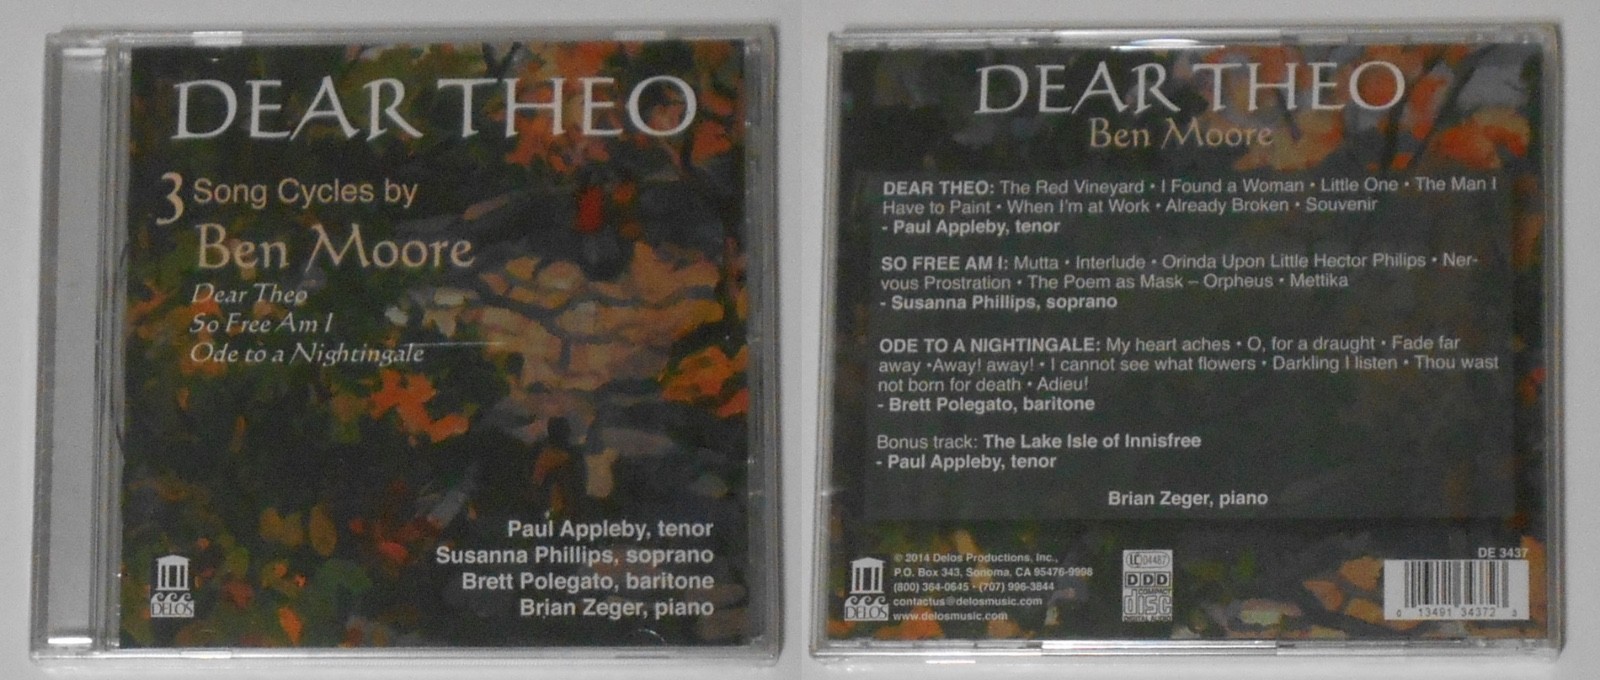 DEAR THEO
3 Song Cycles by
Ben Moore
Dear Theo
So Free Am I
Ode to a Nightingale
Paul Appleby, tenor
Susanna Phillips, soprano
Brett Polegato, baritone
Brian Zeger, piano
DELOS
DEAR THEO
Ben Moore
DEAR THEO: The Red Vineyard • I Found a Woman • Little One • The Man I
Have to Paint • When I'm at Work • Already Broken • Souvenir
- Paul Appleby, tenor
SO FREE AM I: Mutta • Interlude • Orinda Upon Little Hector Philips • Ner-
vous Prostration • The Poem as Mask – Orpheus • Mettika
- Susanna Phillips, soprano
ODE TO A NIGHTINGALE: My heart aches • O, for a draught • Fade far
away •Away! away! • I cannot see what flowers • Darkling I listen • Thou wast
not born for death • Adieu!
- Brett Polegato, baritone
Bonus track: The Lake Isle of Innisfree
- Paul Appleby, tenor
Brian Zeger, piano
DELOS
© 2014 Delos Productions, Inc.,
P.O. Box 343, Sonoma, CA 95476-9998
(800) 364-0645 • (707) 996-3844
contactus@delosmusic.com
www.delosmusic.com
LC 04487
DDD
COMPACT
disc
DIGITAL AUDIO
DE 3437
0 13491 34372 3